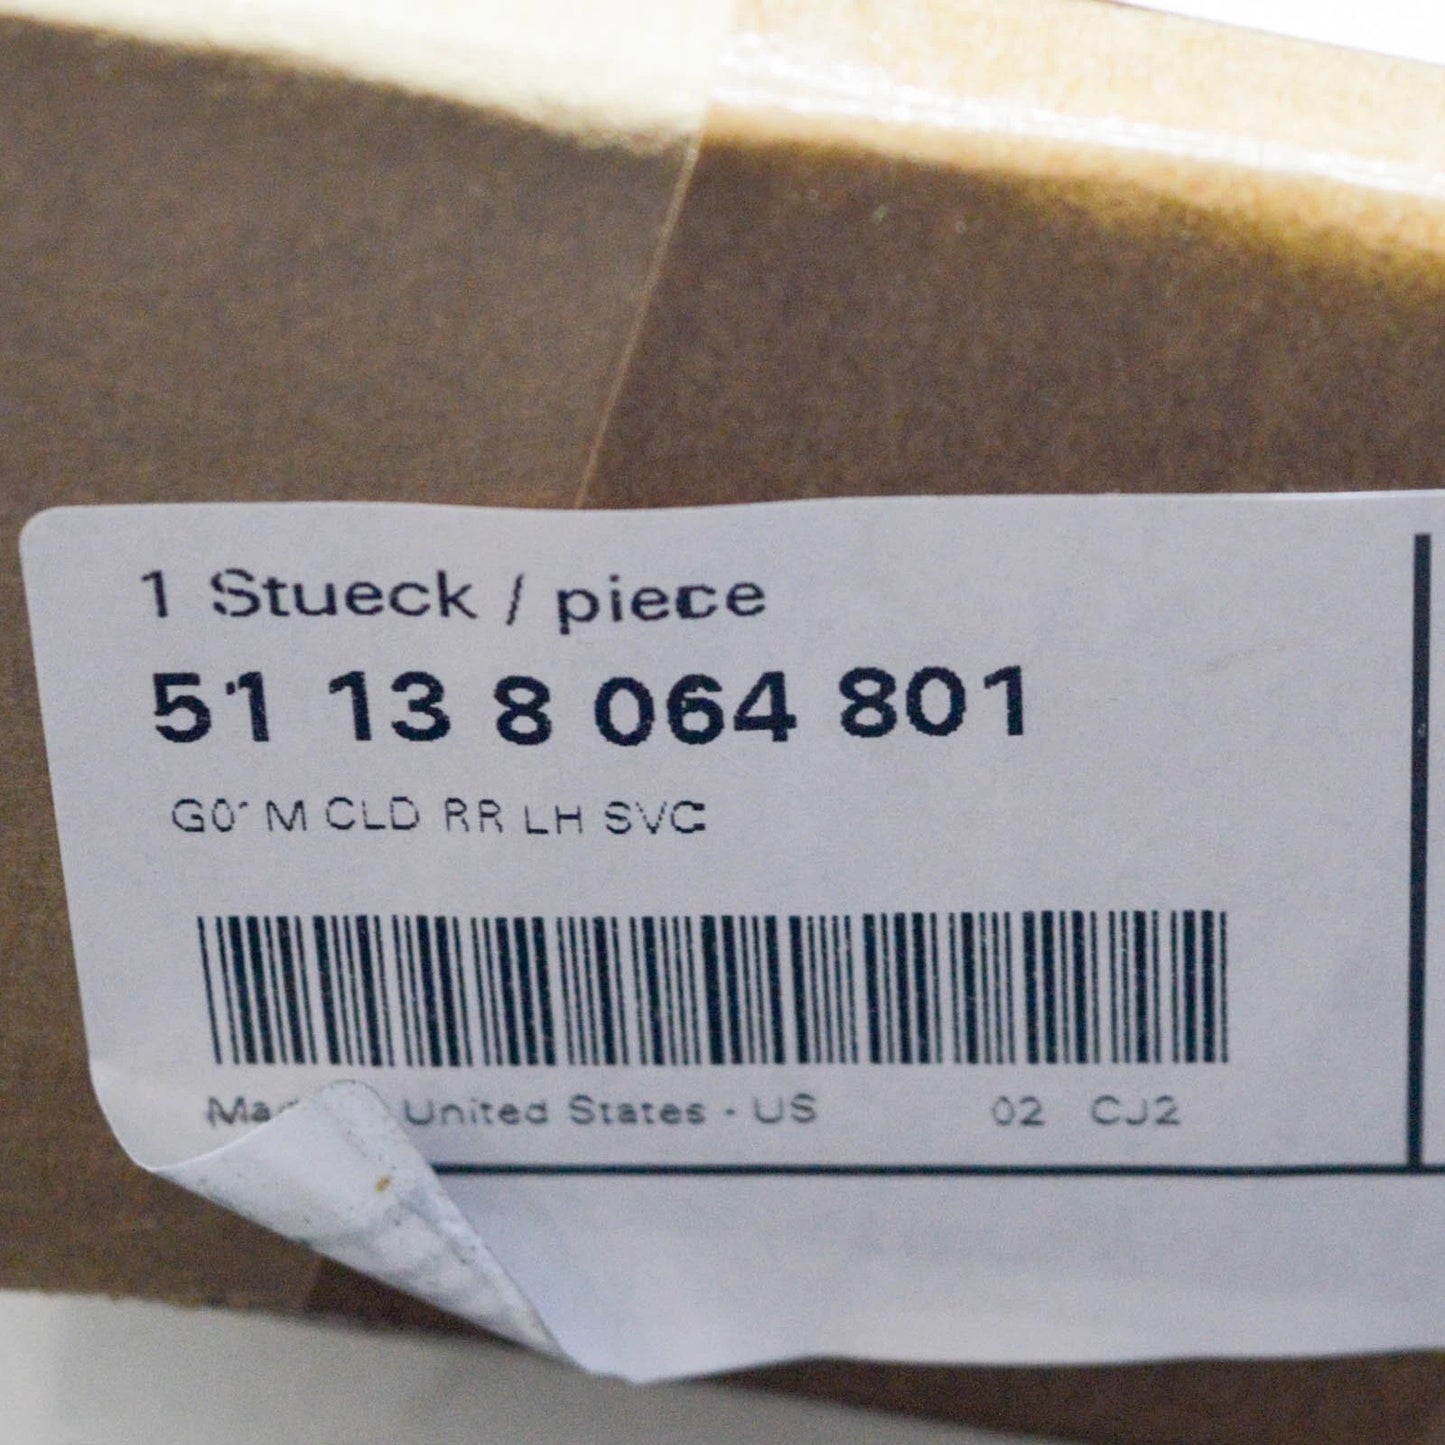 1 Stueck / piece
51 13 8 064 801
M CLD RR LH SVC
United States - US 02 CJ2